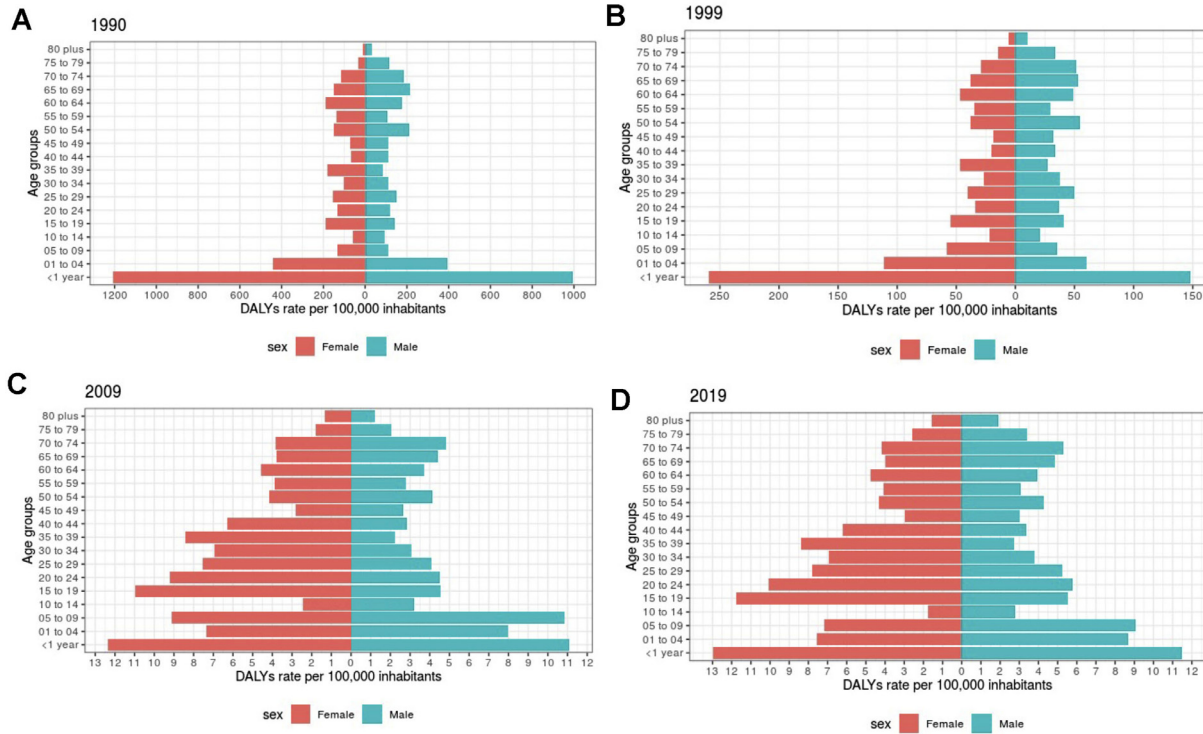 A
1990
Age groups
80 plus
75 to 79
70 to 74
65 to 69
60 to 64
55 to 59
50 to 54
45 to 49
40 to 44
35 to 39
30 to 34
25 to 29
20 to 24
15 to 19
10 to 14
05 to 09
01 to 04
<1 year
1200 1000 800 600 400 200 0 200 400 600 800 1000
DALYs rate per 100,000 inhabitants
sex Female Male
B
1999
Age groups
80 plus
75 to 79
70 to 74
65 to 69
60 to 64
55 to 59
50 to 54
45 to 49
40 to 44
35 to 39
30 to 34
25 to 29
20 to 24
15 to 19
10 to 14
05 to 09
01 to 04
<1 year
250 200 150 100 50 0 50 100 150
DALYs rate per 100,000 inhabitants
sex Female Male
C
2009
Age groups
80 plus
75 to 79
70 to 74
65 to 69
60 to 64
55 to 59
50 to 54
45 to 49
40 to 44
35 to 39
30 to 34
25 to 29
20 to 24
15 to 19
10 to 14
05 to 09
01 to 04
<1 year
13 12 11 10 9 8 7 6 5 4 3 2 1 0 1 2 3 4 5 6 7 8 9 10 11 12
DALYs rate per 100,000 inhabitants
sex Female Male
D
2019
Age groups
80 plus
75 to 79
70 to 74
65 to 69
60 to 64
55 to 59
50 to 54
45 to 49
40 to 44
35 to 39
30 to 34
25 to 29
20 to 24
15 to 19
10 to 14
05 to 09
01 to 04
<1 year
13 12 11 10 9 8 7 6 5 4 3 2 1 0 1 2 3 4 5 6 7 8 9 10 11 12
DALYs rate per 100,000 inhabitants
sex Female Male